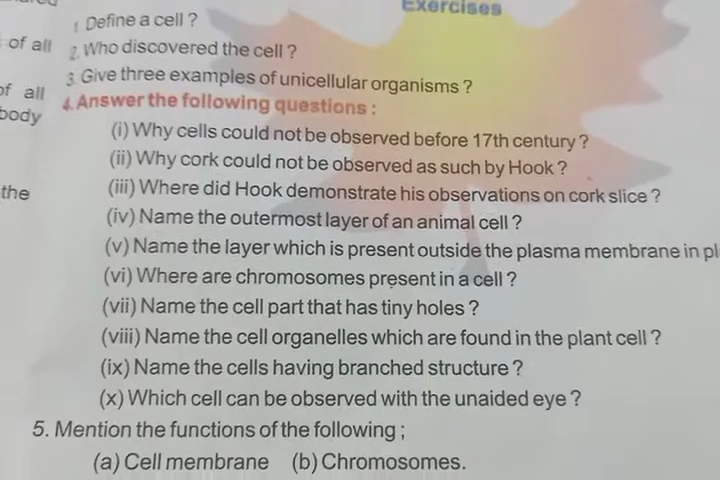 Exercises
1 Define a cell ?
of all
2. Who discovered the cell ?
3. Give three examples of unicellular organisms ?
of all
4. Answer the following questions :
body
(i) Why cells could not be observed before 17th century ?
(ii) Why cork could not be observed as such by Hook ?
the
(iii) Where did Hook demonstrate his observations on cork slice ?
(iv) Name the outermost layer of an animal cell ?
(v) Name the layer which is present outside the plasma membrane in pl
(vi) Where are chromosomes present in a cell ?
(vii) Name the cell part that has tiny holes ?
(viii) Name the cell organelles which are found in the plant cell ?
(ix) Name the cells having branched structure ?
(x) Which cell can be observed with the unaided eye ?
5. Mention the functions of the following ;
(a) Cell membrane (b) Chromosomes.